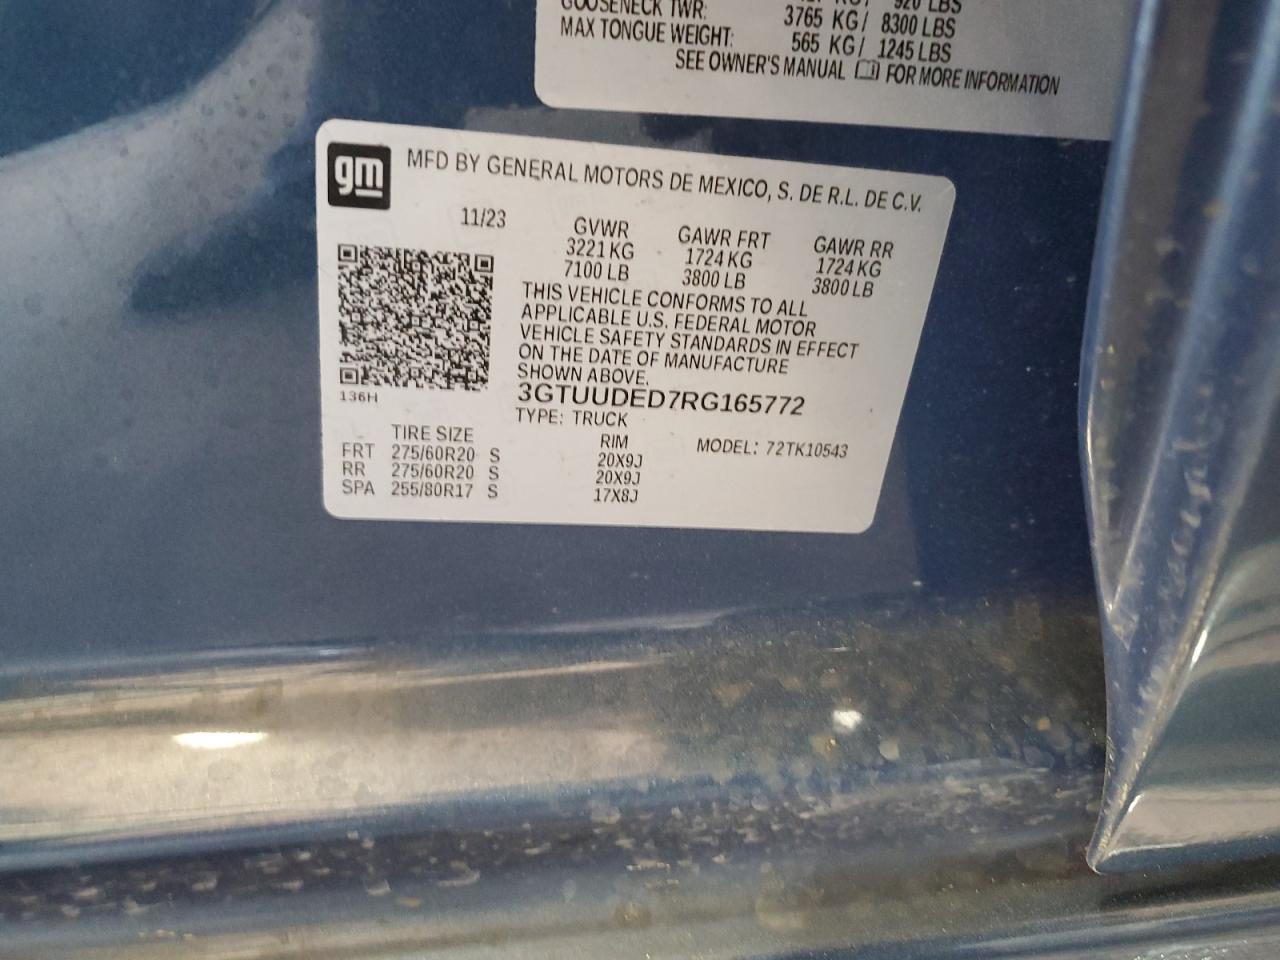 GOOSENECK TWR:
920 LBS
3765 KG/ 8300 LBS
MAX TONGUE WEIGHT: 565 KG/ 1245 LBS
SEE OWNER'S MANUAL FOR MORE INFORMATION
gm
MFD BY GENERAL MOTORS DE MEXICO, S. DE R.L. DE C.V.
11/23
GVWR GAWR FRT GAWR RR
3221 KG 1724 KG 1724 KG
7100 LB 3800 LB 3800 LB
THIS VEHICLE CONFORMS TO ALL
APPLICABLE U.S. FEDERAL MOTOR
VEHICLE SAFETY STANDARDS IN EFFECT
ON THE DATE OF MANUFACTURE
SHOWN ABOVE.
136H
3GTUUDED7RG165772
TYPE: TRUCK
TIRE SIZE RIM MODEL: 72TK10543
FRT 275/60R20 S 20X9J
RR 275/60R20 S 20X9J
SPA 255/80R17 S 17X8J